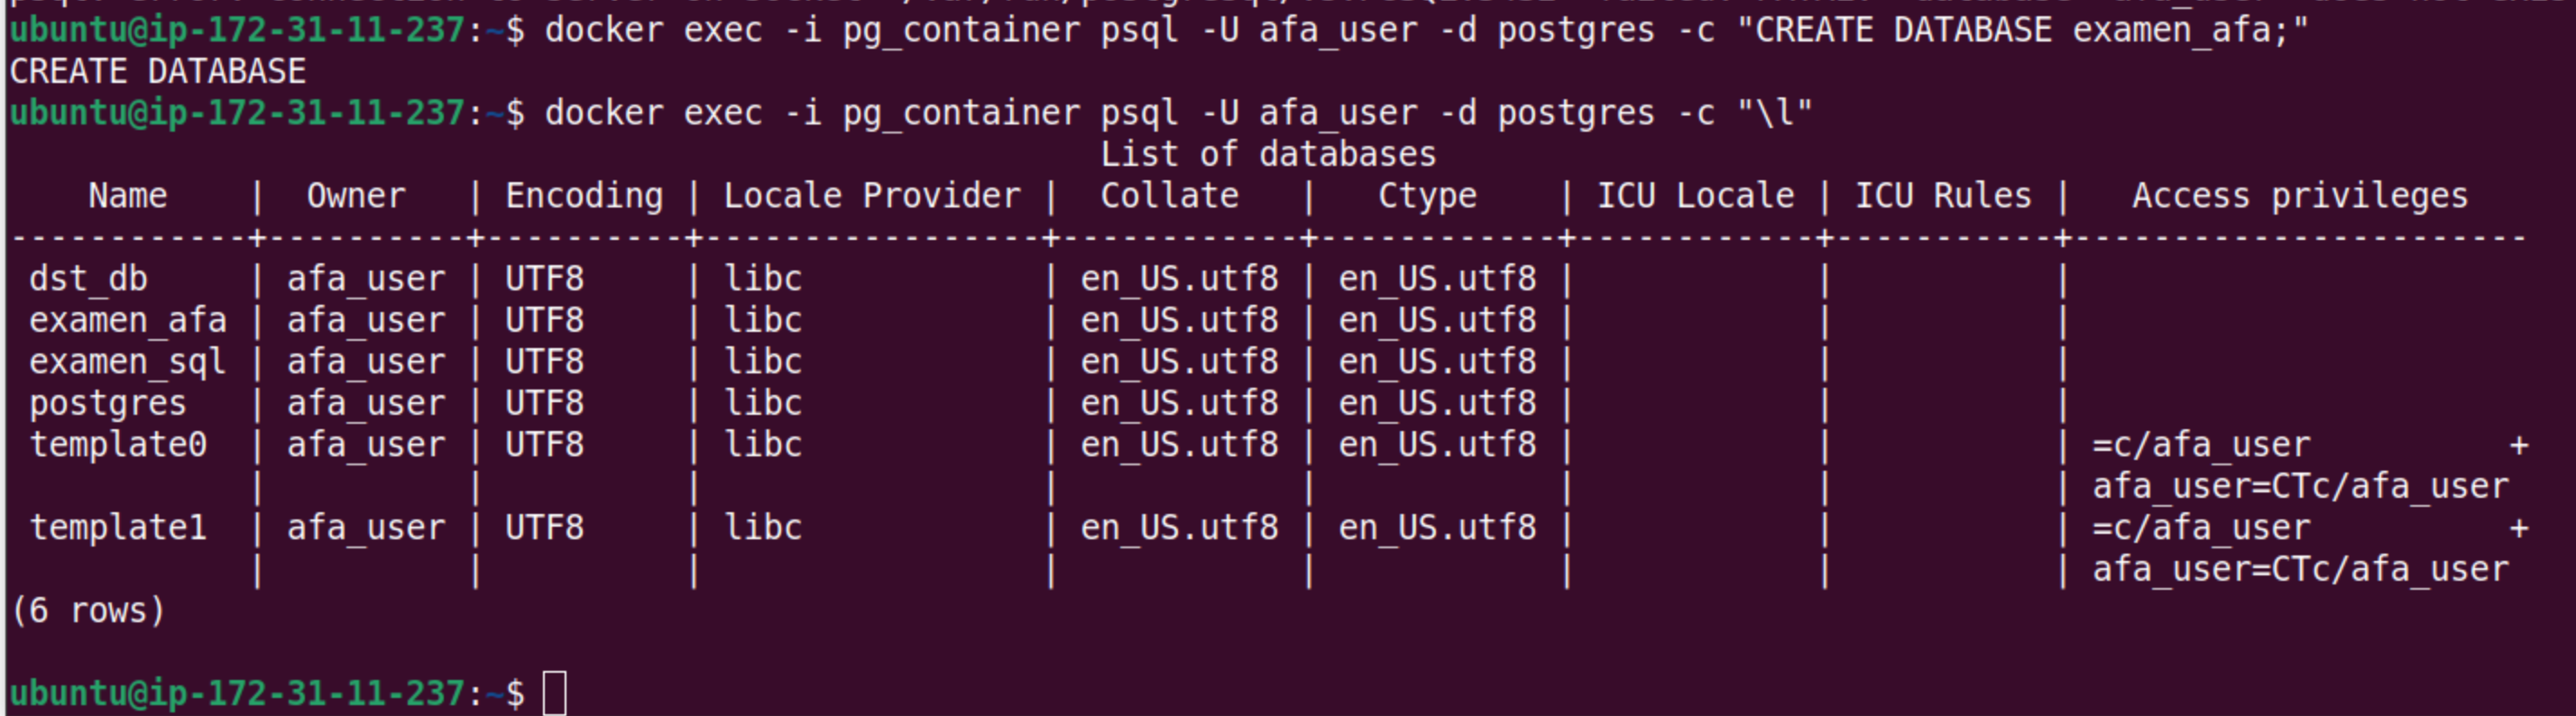 ubuntu@ip-172-31-11-237:~$ docker exec -i pg_container psql -U afa_user -d postgres -c "CREATE DATABASE examen_afa;"
CREATE DATABASE
ubuntu@ip-172-31-11-237:~$ docker exec -i pg_container psql -U afa_user -d postgres -c "\l"
                                                       List of databases
    Name    |  Owner   | Encoding | Locale Provider |  Collate   |   Ctype    | ICU Locale | ICU Rules |   Access privileges
------------+----------+----------+-----------------+------------+------------+------------+-----------+-----------------------
 dst_db     | afa_user | UTF8     | libc            | en_US.utf8 | en_US.utf8 |            |           |
 examen_afa | afa_user | UTF8     | libc            | en_US.utf8 | en_US.utf8 |            |           |
 examen_sql | afa_user | UTF8     | libc            | en_US.utf8 | en_US.utf8 |            |           |
 postgres   | afa_user | UTF8     | libc            | en_US.utf8 | en_US.utf8 |            |           |
 template0  | afa_user | UTF8     | libc            | en_US.utf8 | en_US.utf8 |            |           | =c/afa_user          +
            |          |          |                 |            |            |            |           | afa_user=CTc/afa_user
 template1  | afa_user | UTF8     | libc            | en_US.utf8 | en_US.utf8 |            |           | =c/afa_user          +
            |          |          |                 |            |            |            |           | afa_user=CTc/afa_user
(6 rows)
ubuntu@ip-172-31-11-237:~$